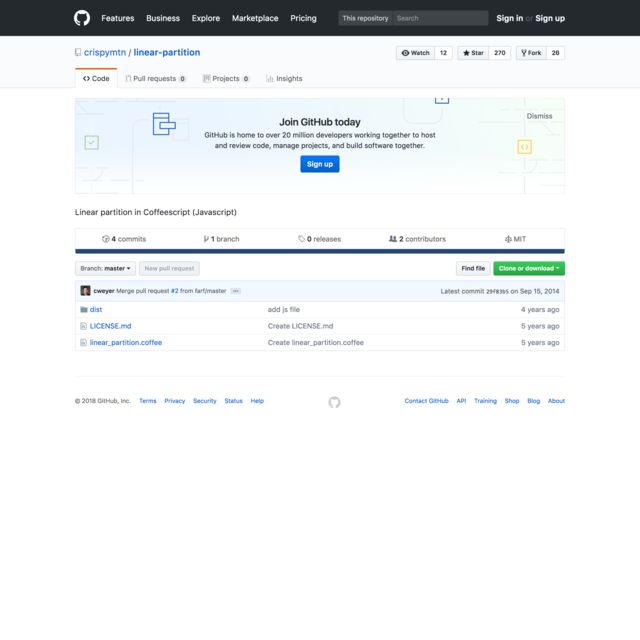 Features Business Explore Marketplace Pricing This repository Search Sign in or Sign up
crispymtn / linear-partition Watch 12 Star 270 Fork 26
Code Pull requests 0 Projects 0 Insights
Join GitHub today Dismiss
GitHub is home to over 20 million developers working together to host
and review code, manage projects, and build software together.
Sign up
Linear partition in Coffeescript (Javascript)
4 commits 1 branch 0 releases 2 contributors MIT
Branch: master New pull request Find file Clone or download
cweyer Merge pull request #2 from farf/master Latest commit 29f8395 on Sep 15, 2014
dist add js file 4 years ago
LICENSE.md Create LICENSE.md 5 years ago
linear_partition.coffee Create linear_partition.coffee 5 years ago
© 2018 GitHub, Inc. Terms Privacy Security Status Help Contact GitHub API Training Shop Blog About